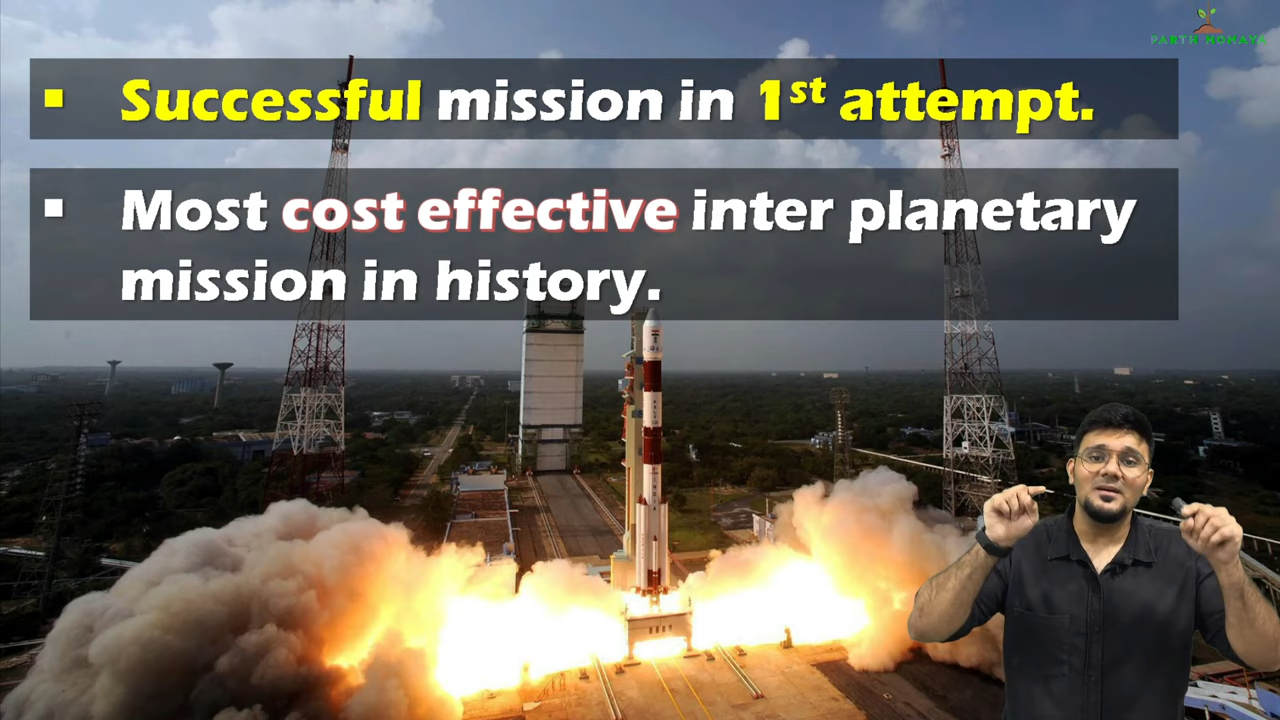 PARTH MOMAYA
▪ Successful mission in 1st attempt.
▪ Most cost effective inter planetary
mission in history.